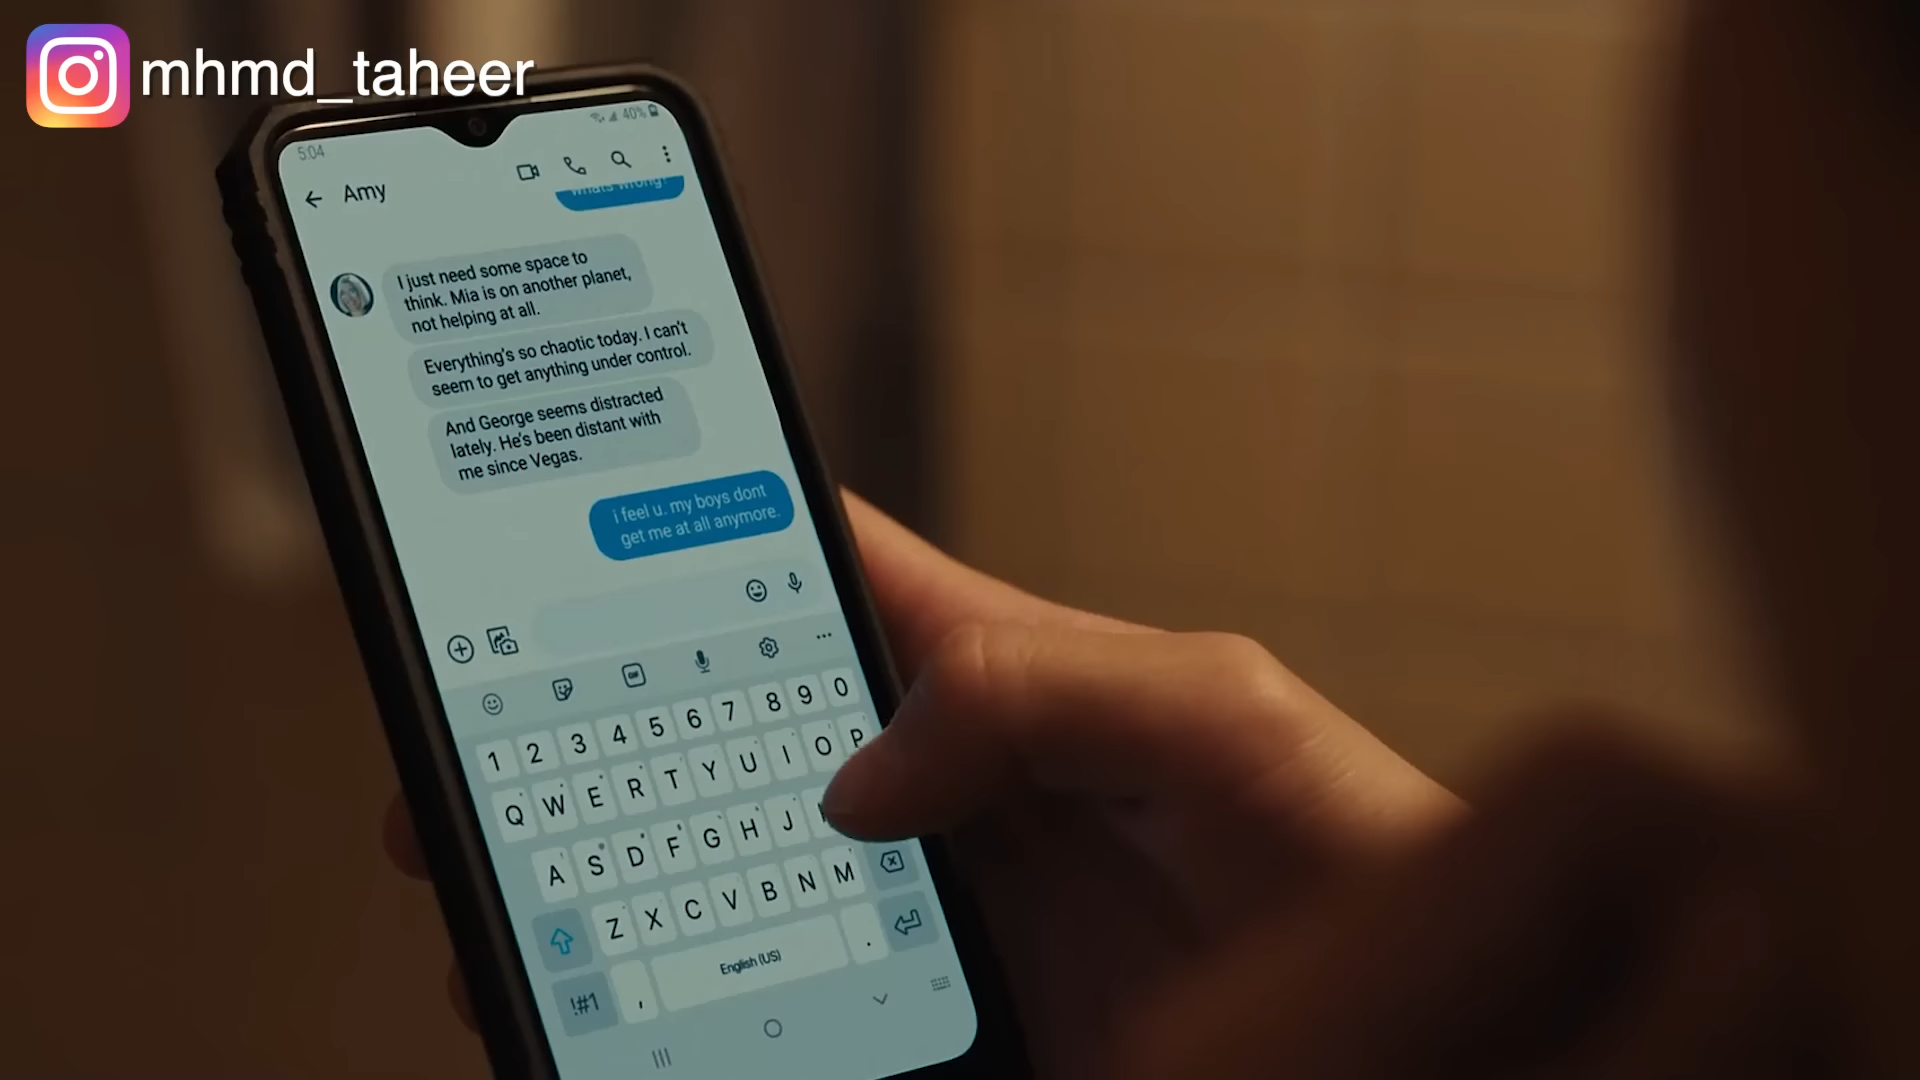 mhmd_taheer
5:04
40%
Amy
whats wrong?
I just need some space to
think. Mia is on another planet,
not helping at all.
Everything's so chaotic today. I can't
seem to get anything under control.
And George seems distracted
lately. He's been distant with
me since Vegas.
i feel u. my boys dont
get me at all anymore.
GIF
1 2 3 4 5 6 7 8 9 0
Q W E R T Y U I O P
A S D F G H J
Z X C V B N M
!#1 , English (US) .